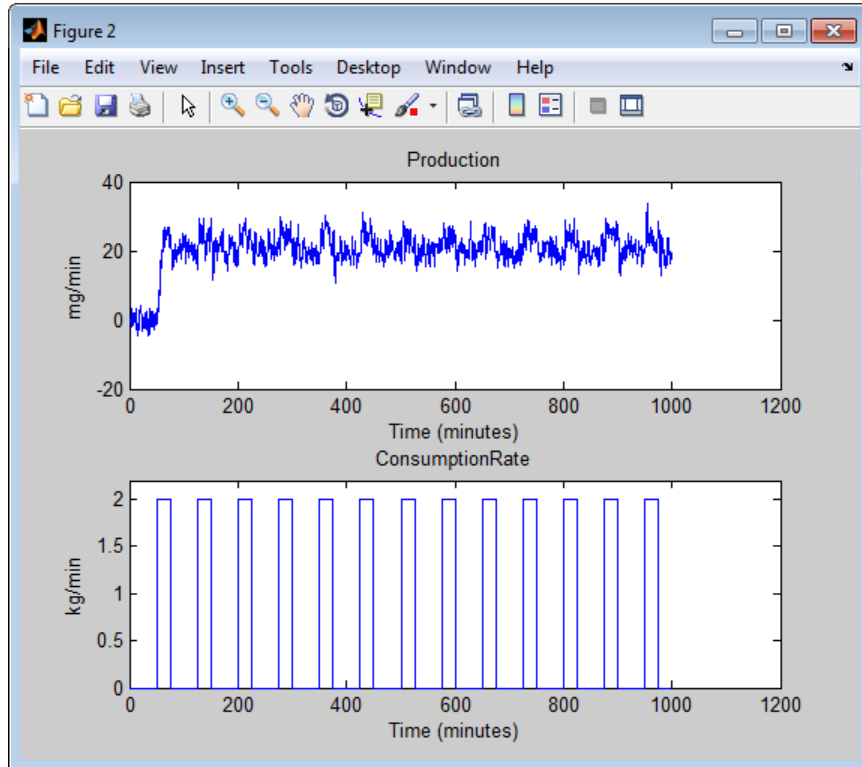 Figure 2
File Edit View Insert Tools Desktop Window Help
Production
40
20
0
-20
mg/min
0 200 400 600 800 1000 1200
Time (minutes)
ConsumptionRate
2
1.5
1
0.5
0
kg/min
0 200 400 600 800 1000 1200
Time (minutes)